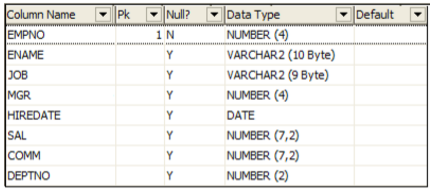 Column Name Pk Null? Data Type Default
EMPNO 1 N NUMBER (4)
ENAME Y VARCHAR2 (10 Byte)
JOB Y VARCHAR2 (9 Byte)
MGR Y NUMBER (4)
HIREDATE Y DATE
SAL Y NUMBER (7,2)
COMM Y NUMBER (7,2)
DEPTNO Y NUMBER (2)